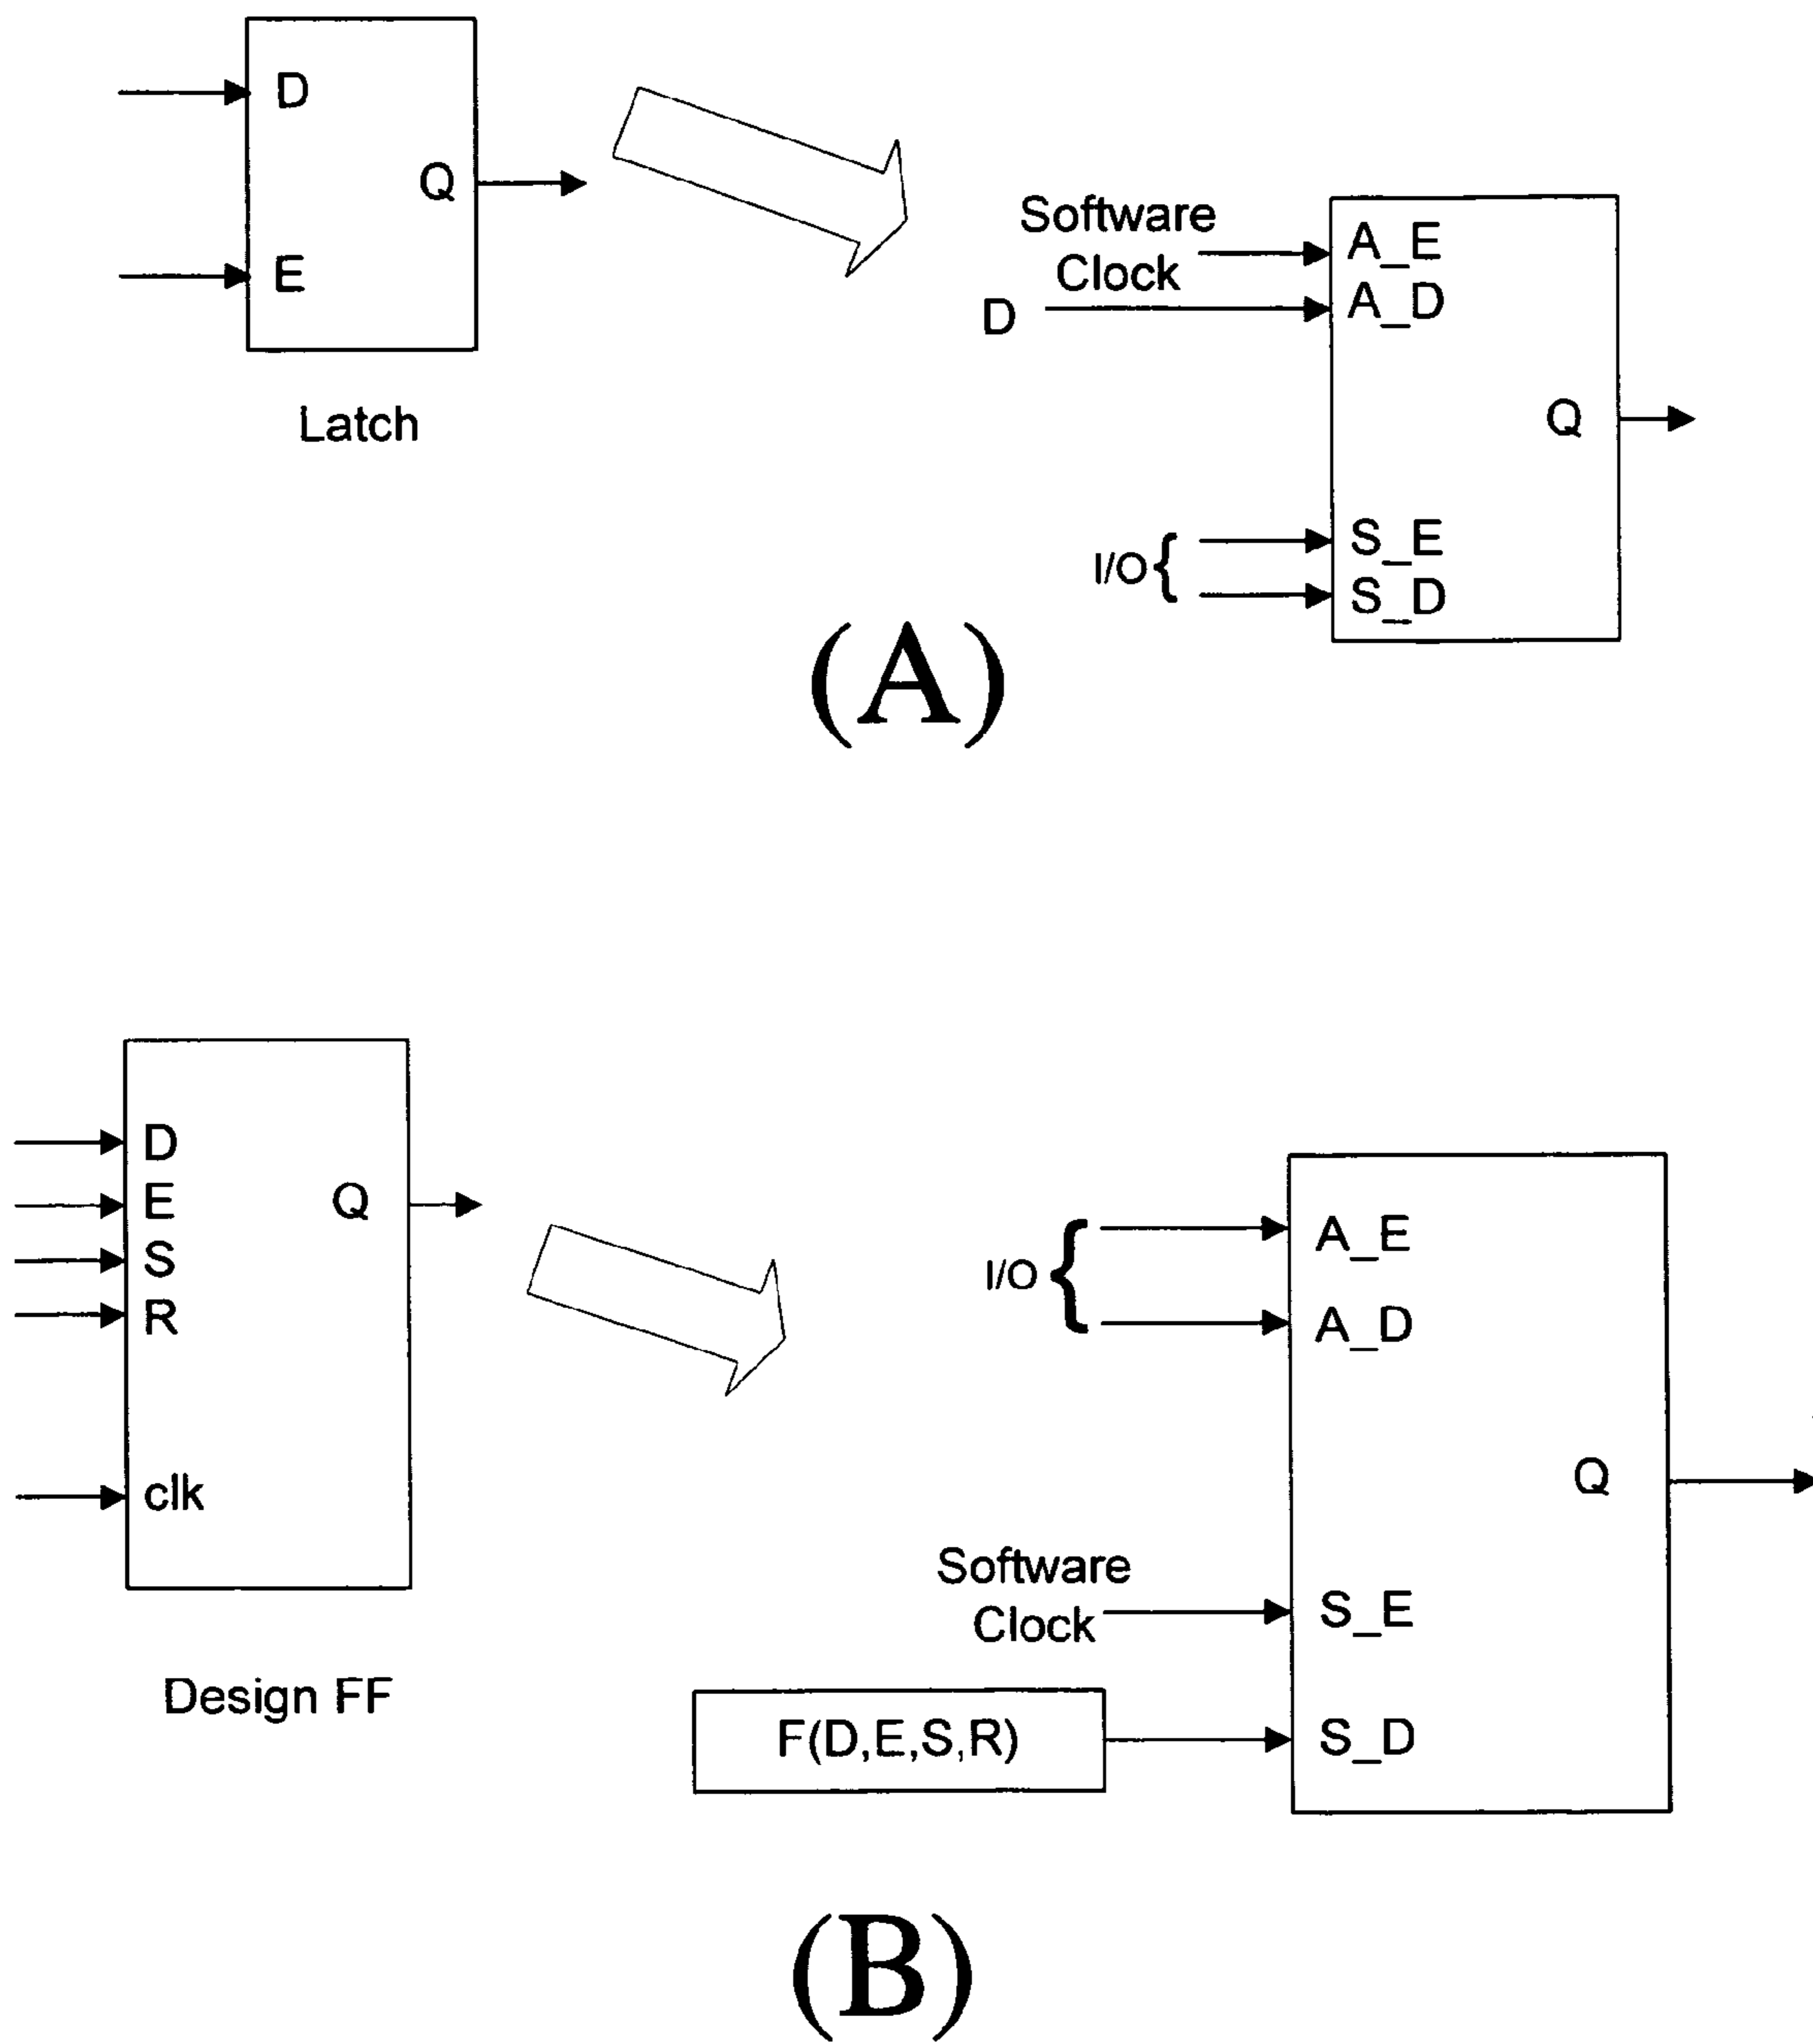 D
Q
E
Latch
Software
Clock
A_E
D
A_D
Q
I/O {
S_E
S_D
(A)
D
E
Q
S
R
clk
Design FF
I/O {
A_E
A_D
Q
Software
Clock
S_E
F(D,E,S,R)
S_D
(B)